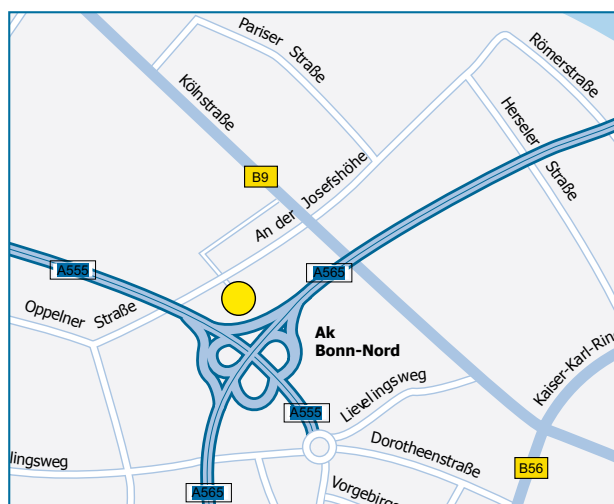 Pariser Straße
Römerstraße
Kölnstraße
Herseler Straße
B9
An der Josefshöhe
A555
A565
Oppelner Straße
Ak
Bonn-Nord
Kaiser-Karl-Ring
Lievelingsweg
A555
Dorotheenstraße
lingsweg
B56
A565
Vorgebirgs